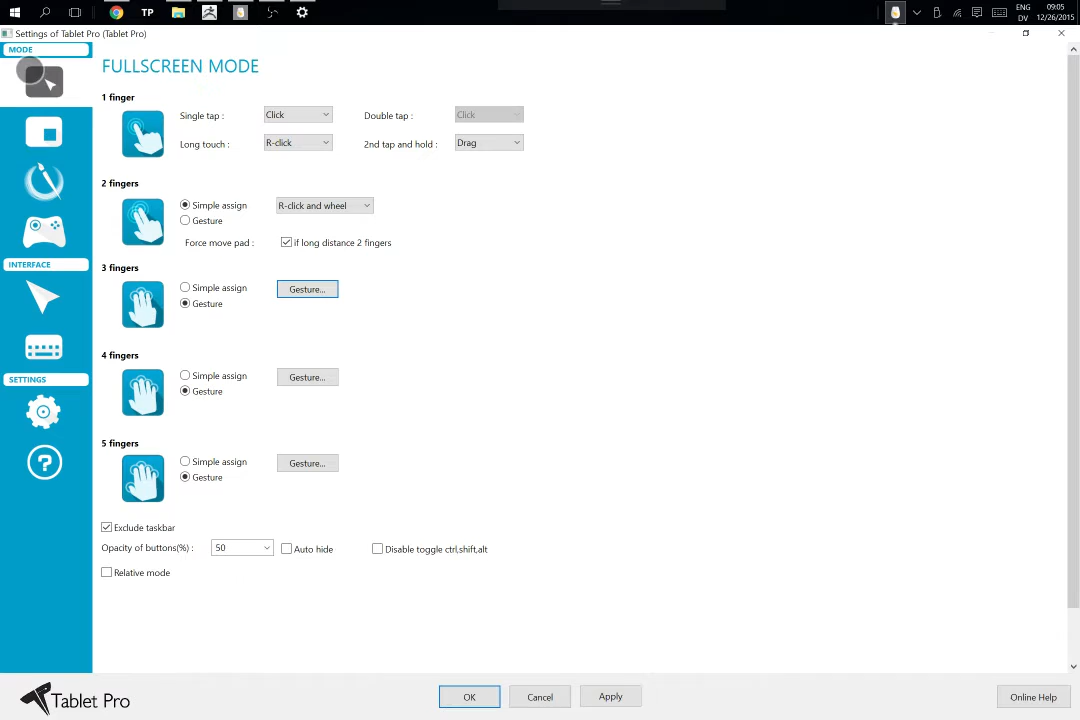 TP
ENG
DV
09:05
12/26/2015
Settings of Tablet Pro (Tablet Pro)
MODE
FULLSCREEN MODE
1 finger
Single tap :
Click
Double tap :
Click
Long touch :
R-click
2nd tap and hold :
Drag
2 fingers
Simple assign
R-click and wheel
Gesture
Force move pad :
if long distance 2 fingers
INTERFACE
3 fingers
Simple assign
Gesture...
Gesture
4 fingers
SETTINGS
Simple assign
Gesture...
Gesture
5 fingers
Simple assign
Gesture...
Gesture
Exclude taskbar
Opacity of buttons(%) :
50
Auto hide
Disable toggle ctrl,shift,alt
Relative mode
Tablet Pro
OK
Cancel
Apply
Online Help